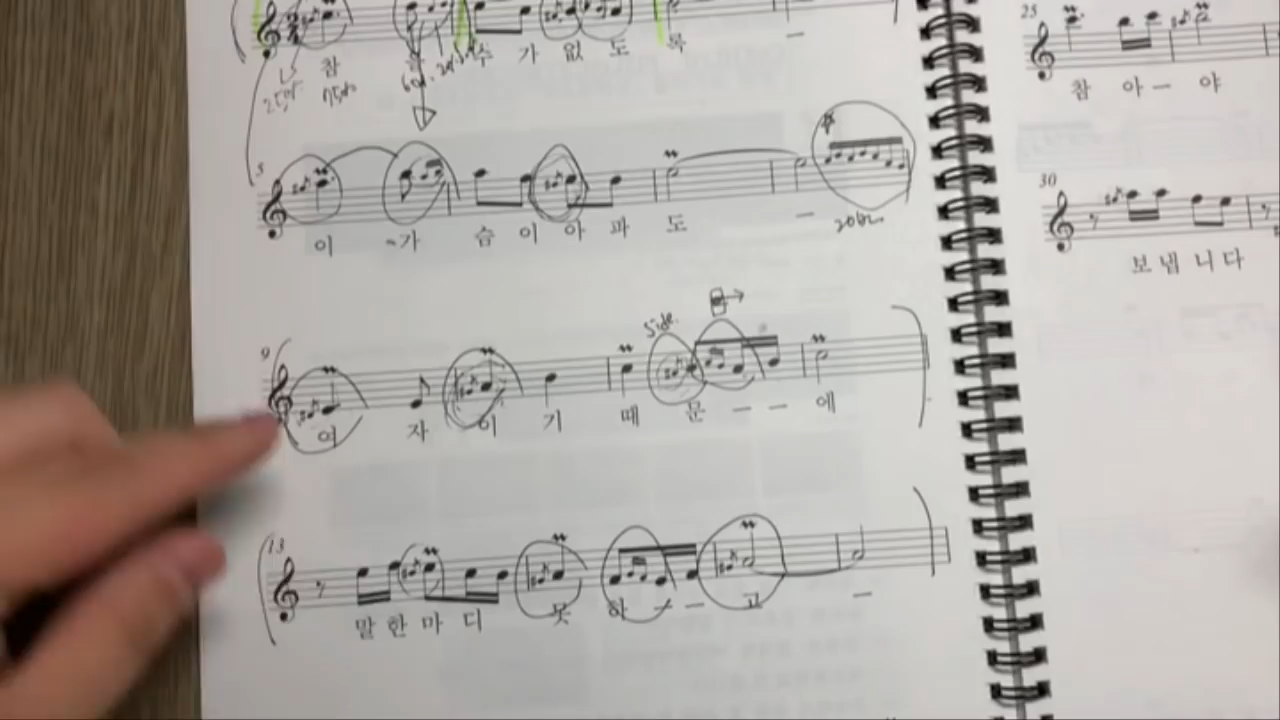 참 을 수 가 없 도 록 –
25
참 아 – 야
5
이 -가 슴 이 아 파 도 –
30
보 냅 니 다
9
Side.
여 자 이 기 때 문 – – 에
13
말 한 마 디 못 하 – – 고 –